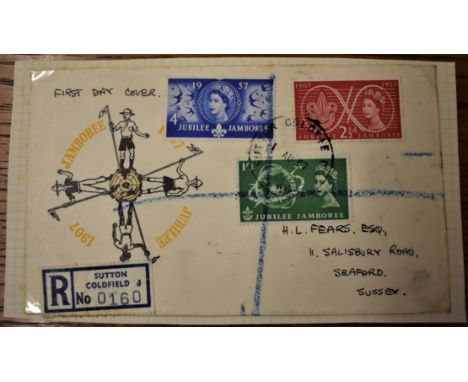 FIRST DAY COVER.
JAMBOREE
1957
1907
JUBILEE
1957
4d
JUBILEE JAMBOREE
1907 1957
2½d
JUBILEE JAMBOREE
1/3
JUBILEE JAMBOREE
H.L. FEARS, ESQ,
11. SALISBURY ROAD,
SEAFORD.
SUSSEX.
R
SUTTON
COLDFIELD J
No 0160